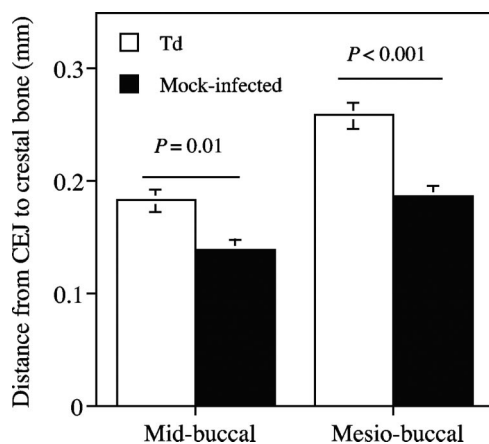 Distance from CEJ to crestal bone (mm)
0.3
0.2
0.1
0
Td
Mock-infected
P = 0.01
P < 0.001
Mid-buccal
Mesio-buccal